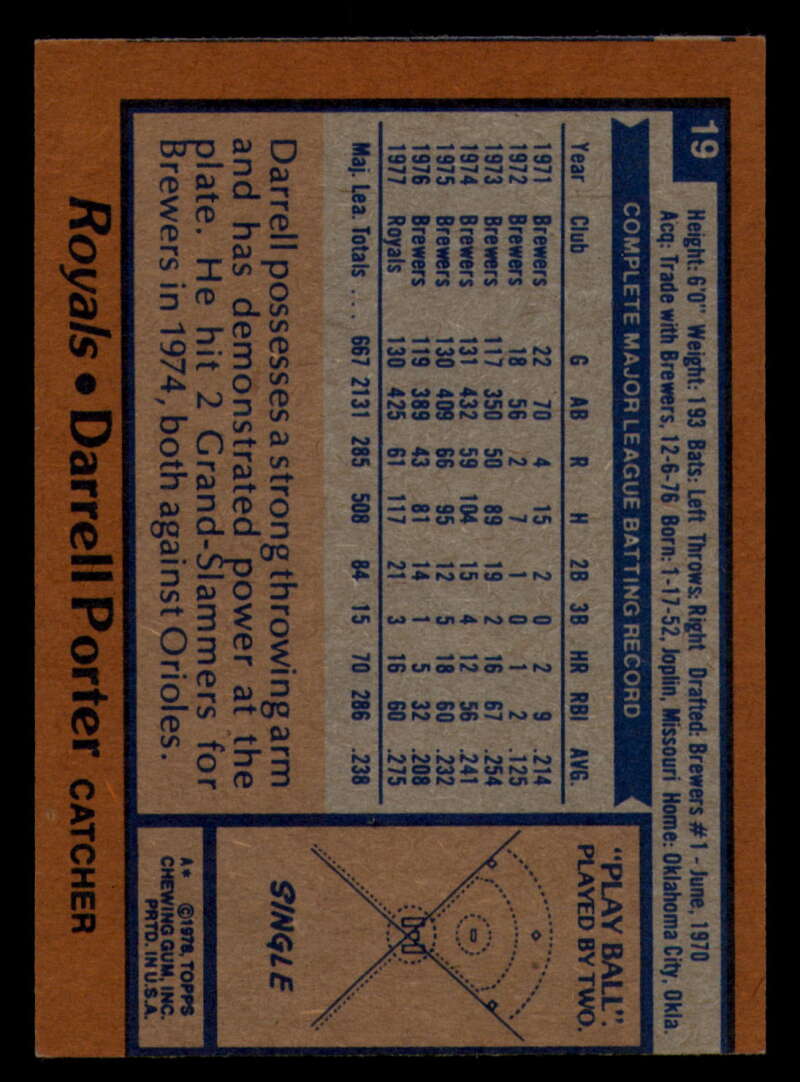 19
Height: 6'0" Weight: 193 Bats: Left Throws: Right Drafted: Brewers #1 - June, 1970
Acq: Trade with Brewers, 12-6-76 Born: 1-17-52, Joplin, Missouri Home: Oklahoma City, Okla.
COMPLETE MAJOR LEAGUE BATTING RECORD
Year Club G AB R H 2B 3B HR RBI AVG.
1971 Brewers 22 70 4 15 2 0 2 9 .214
1972 Brewers 18 56 2 7 1 0 1 2 .125
1973 Brewers 117 350 50 89 19 2 16 67 .254
1974 Brewers 131 432 59 104 15 4 12 56 .241
1975 Brewers 130 409 66 95 12 5 18 60 .232
1976 Brewers 119 389 43 81 14 1 5 32 .208
1977 Royals 130 425 61 117 21 3 16 60 .275
Maj. Lea. Totals .... 667 2131 285 508 84 15 70 286 .238
Darrell possesses a strong throwing arm
and has demonstrated power at the
plate. He hit 2 Grand-Slammers for
Brewers in 1974, both against Orioles.
"PLAY BALL".
PLAYED BY TWO.
SINGLE
A* ©1978, TOPPS
CHEWING GUM, INC.
PRTD. IN U.S.A.
Royals • Darrell Porter CATCHER